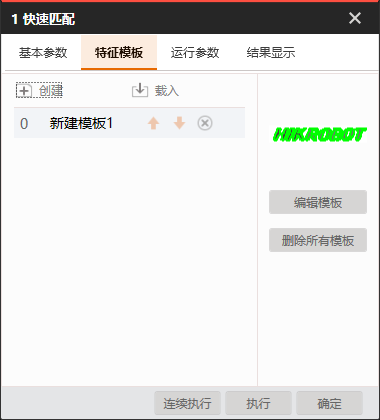 1 快速匹配
基本参数 特征模板 运行参数 结果显示
创建 载入
0 新建模板1
HIKROBOT
编辑模板
删除所有模板
连续执行 执行 确定